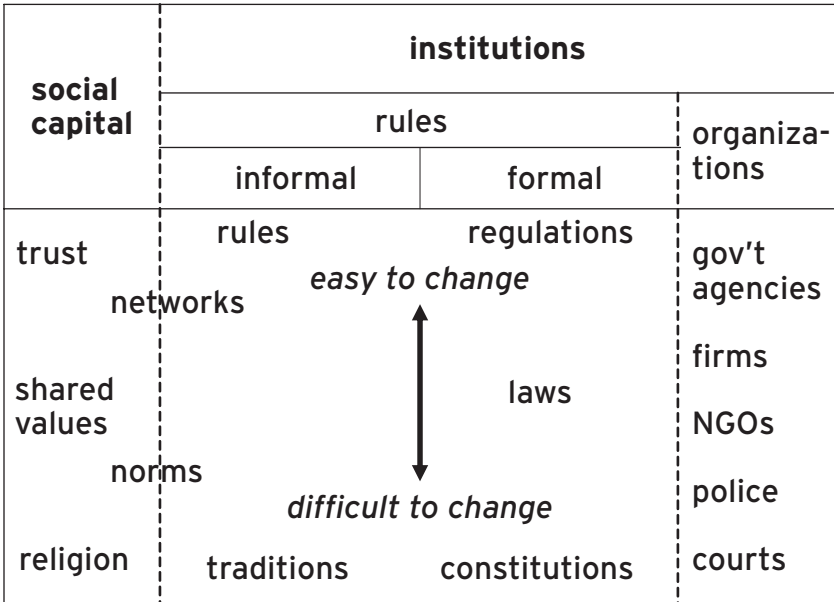 social
capital
institutions
rules
organiza-
tions
informal
formal
trust
networks
shared
values
norms
religion
rules
regulations
easy to change
laws
difficult to change
traditions
constitutions
gov't
agencies
firms
NGOs
police
courts